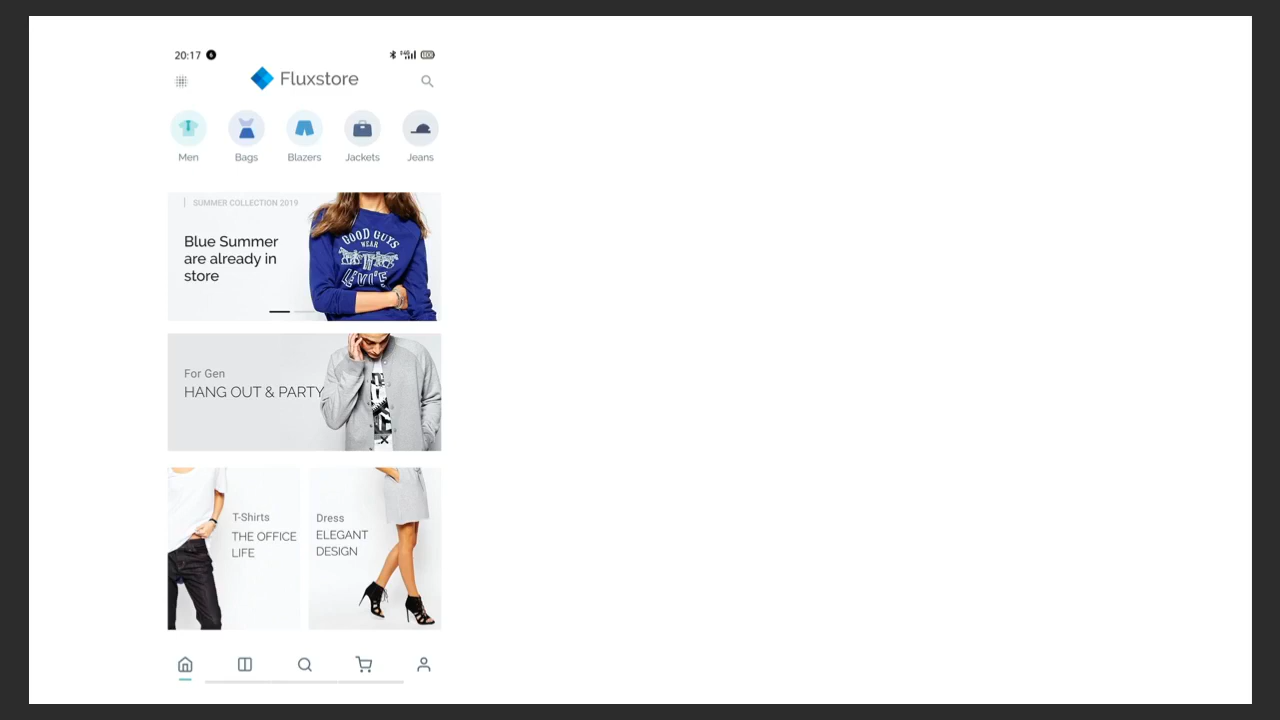 20:17
Fluxstore
Men
Bags
Blazers
Jackets
Jeans
SUMMER COLLECTION 2019
Blue Summer
are already in
store
GOOD GUYS
WEAR
LEVI'S
For Gen
HANG OUT & PARTY
T-Shirts
THE OFFICE
LIFE
Dress
ELEGANT
DESIGN